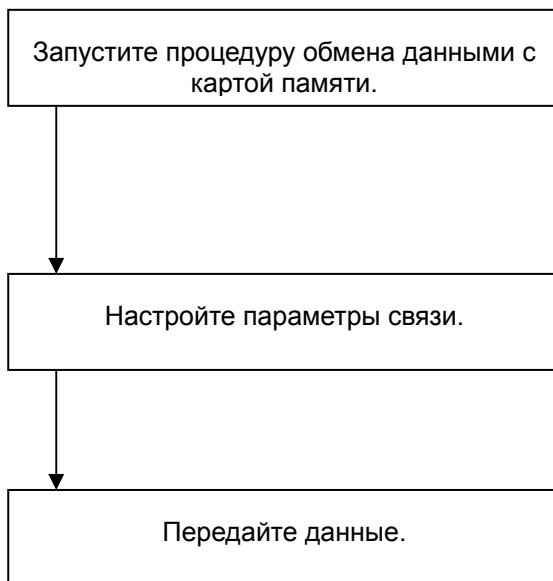 Запустите процедуру обмена данными с
картой памяти.
Настройте параметры связи.
Передайте данные.